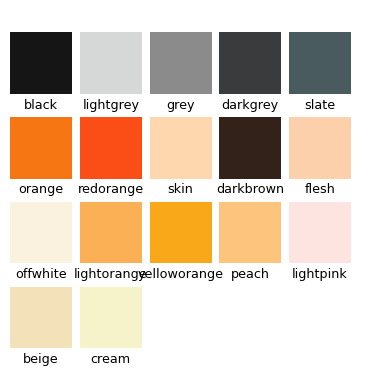 black lightgrey grey darkgrey slate
orange redorange skin darkbrown flesh
offwhite lightorange yelloworange peach lightpink
beige cream